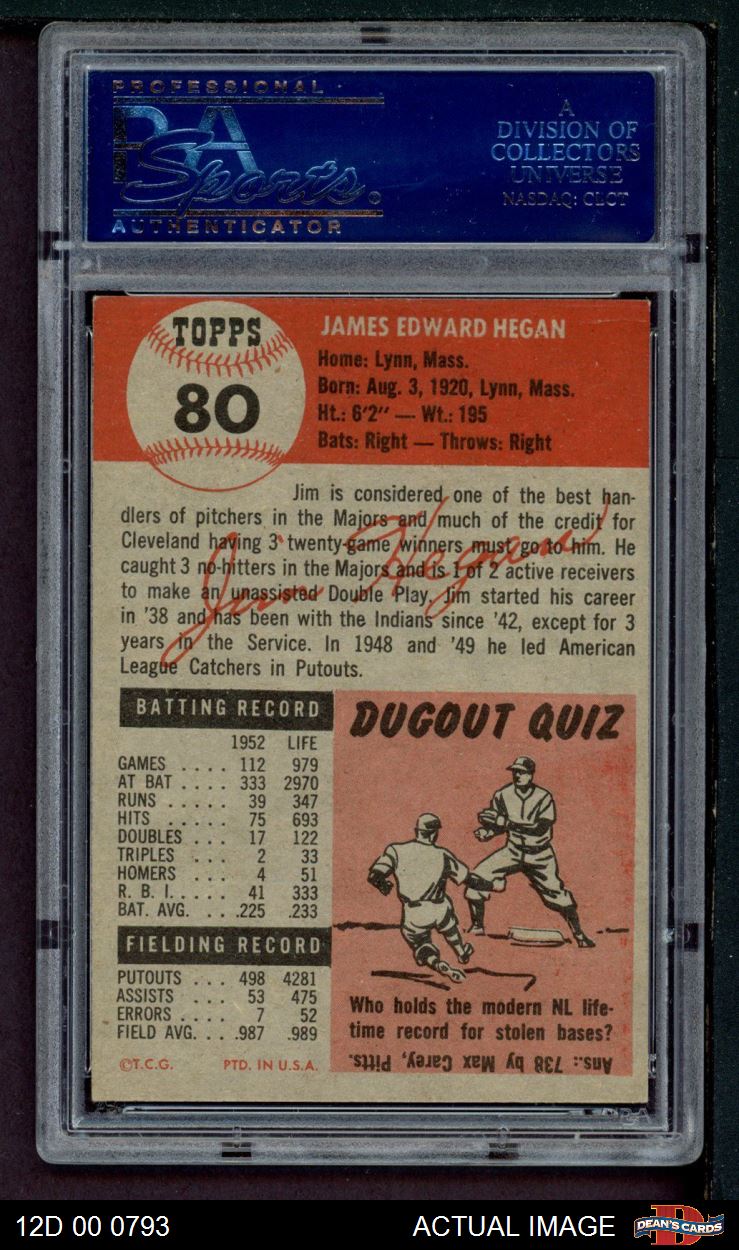 PROFESSIONAL
PSA
Sports.
AUTHENTICATOR
A
DIVISION OF
COLLECTORS
UNIVERSE
NASDAQ: CLCT
TOPPS
80
JAMES EDWARD HEGAN
Home: Lynn, Mass.
Born: Aug. 3, 1920, Lynn, Mass.
Ht.: 6'2" — Wt.: 195
Bats: Right — Throws: Right
Jim is considered one of the best han-
dlers of pitchers in the Majors and much of the credit for
Cleveland having 3 twenty-game winners must go to him. He
caught 3 no-hitters in the Majors and is 1 of 2 active receivers
to make an unassisted Double Play. Jim started his career
in '38 and has been with the Indians since '42, except for 3
years in the Service. In 1948 and '49 he led American
League Catchers in Putouts.
Jim Hegan
BATTING RECORD
1952 LIFE
GAMES .... 112 979
AT BAT .... 333 2970
RUNS ..... 39 347
HITS ..... 75 693
DOUBLES ... 17 122
TRIPLES ... 2 33
HOMERS ... 4 51
R. B. I. .... 41 333
BAT. AVG. ... .225 .233
FIELDING RECORD
PUTOUTS ... 498 4281
ASSISTS ... 53 475
ERRORS .... 7 52
FIELD AVG. ... .987 .989
©T.C.G. PTD. IN U.S.A.
DUGOUT QUIZ
Who holds the modern NL life-
time record for stolen bases?
Ans.: 738 by Max Carey, Pitts.
12D 00 0793
ACTUAL IMAGE
D
DEAN'S CARDS